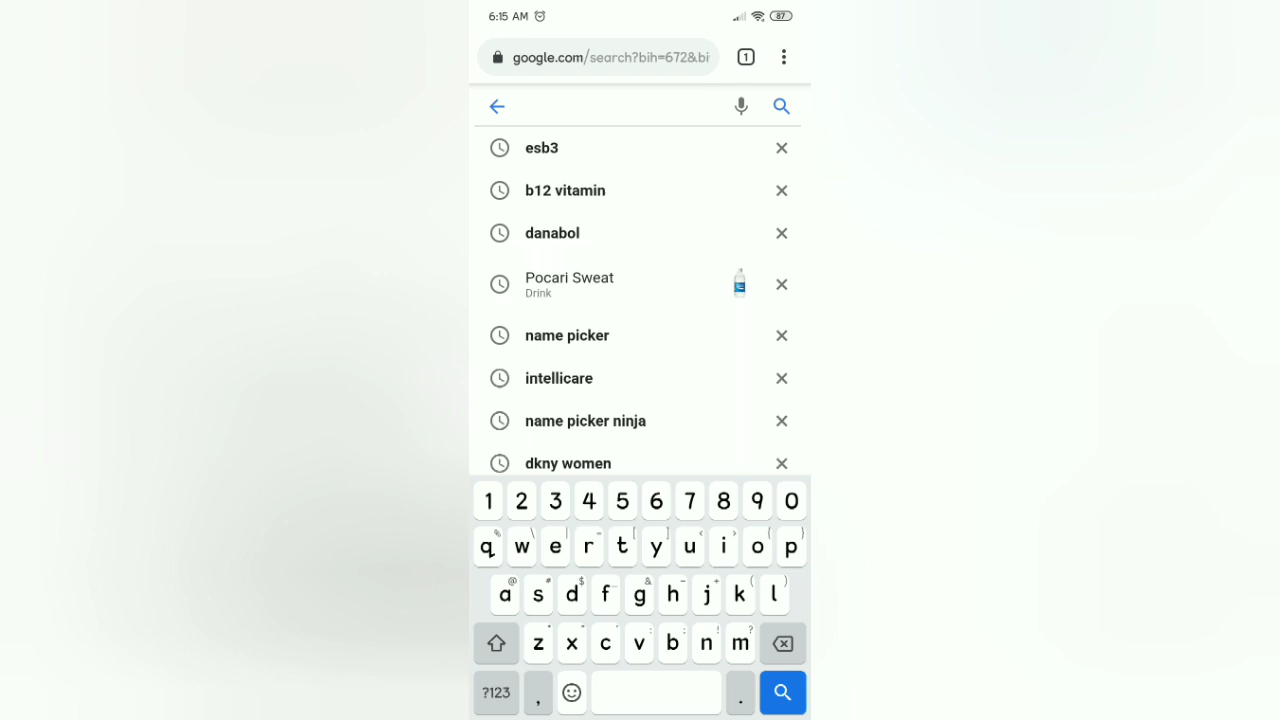 6:15 AM
87
google.com/search?bih=672&bi
1
esb3
b12 vitamin
danabol
Pocari Sweat
Drink
name picker
intellicare
name picker ninja
dkny women
1 2 3 4 5 6 7 8 9 0
q w e r t y u i o p
a s d f g h j k l
z x c v b n m
?123 , .